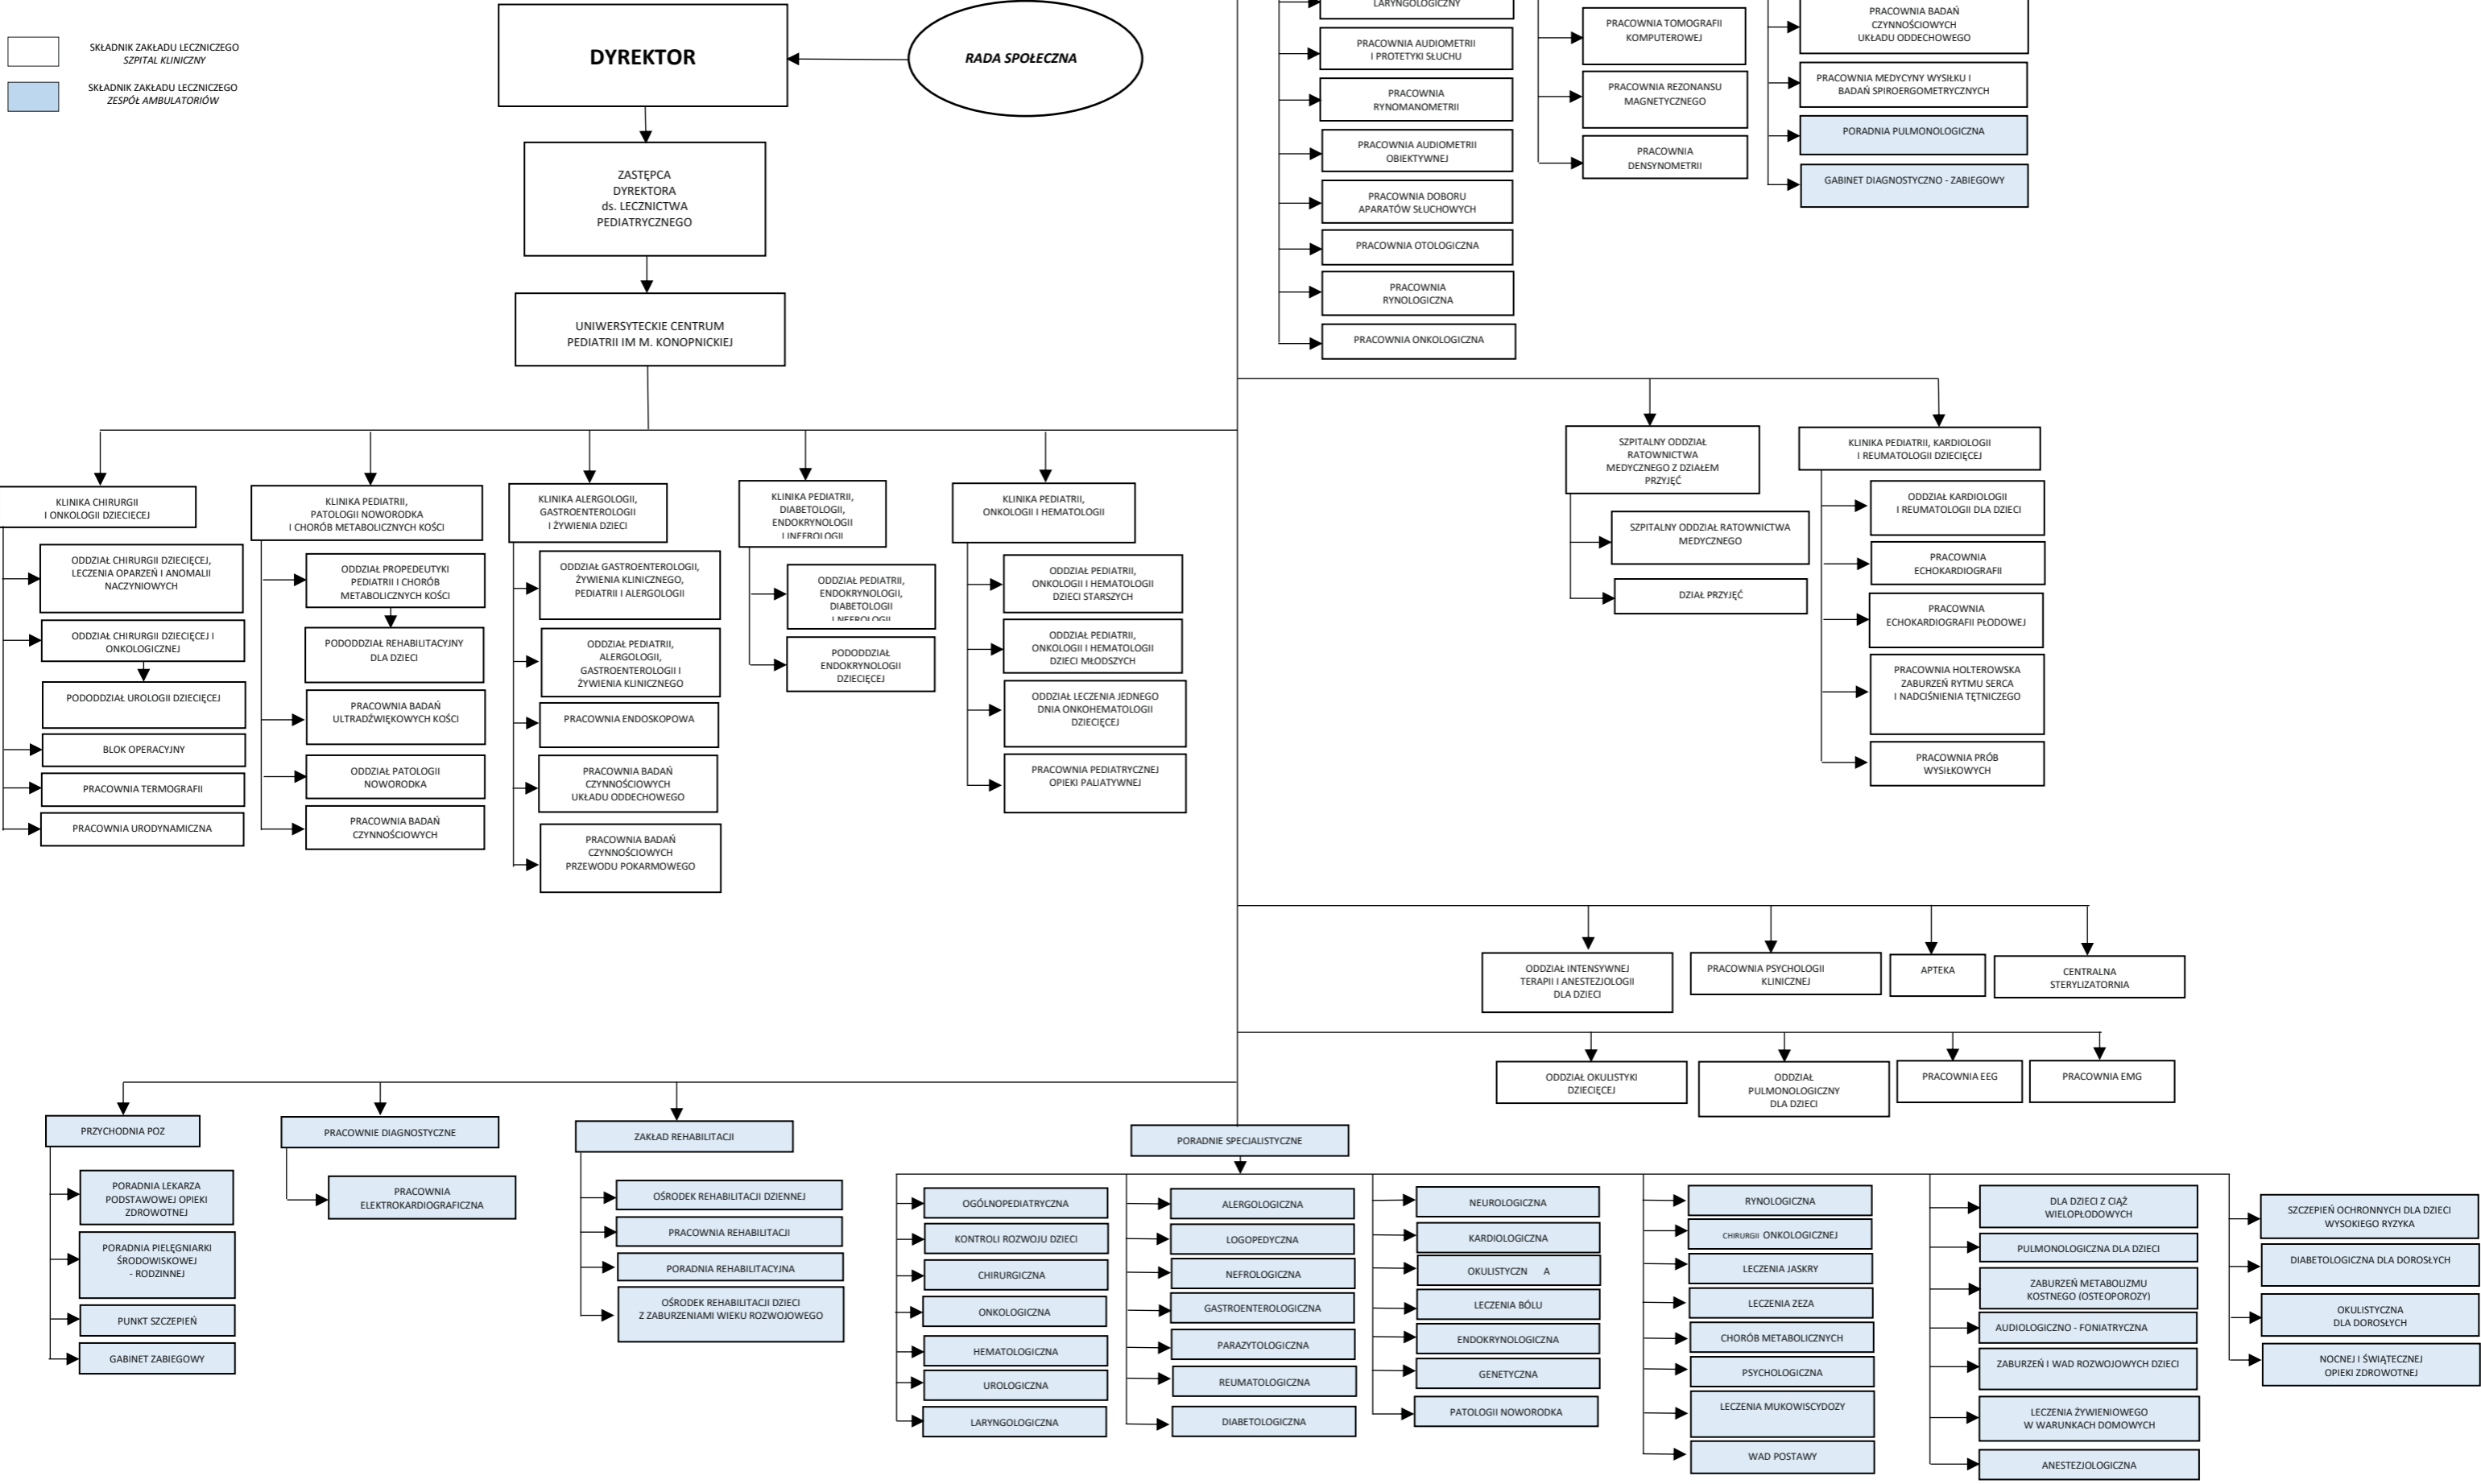 SKŁADNIK ZAKŁADU LECZNICZEGO
SZPITAL KLINICZNY
SKŁADNIK ZAKŁADU LECZNICZEGO
ZESPÓŁ AMBULATORIÓW
DYREKTOR
RADA SPOŁECZNA
ZASTĘPCA
DYREKTORA
ds. LECZNICTWA
PEDIATRYCZNEGO
UNIWERSYTECKIE CENTRUM
PEDIATRII IM M. KONOPNICKIEJ
LARYNGOLOGICZNY
PRACOWNIA AUDIOMETRII
I PROTETYKI SŁUCHU
PRACOWNIA
RYNOMANOMETRII
PRACOWNIA AUDIOMETRII
OBIEKTYWNEJ
PRACOWNIA DOBORU
APARATÓW SŁUCHOWYCH
PRACOWNIA OTOLOGICZNA
PRACOWNIA
RYNOLOGICZNA
PRACOWNIA ONKOLOGICZNA
PRACOWNIA TOMOGRAFII
KOMPUTEROWEJ
PRACOWNIA REZONANSU
MAGNETYCZNEGO
PRACOWNIA
DENSYNOMETRII
PRACOWNIA BADAŃ
CZYNNOŚCIOWYCH
UKŁADU ODDECHOWEGO
PRACOWNIA MEDYCYNY WYSIŁKU I
BADAŃ SPIROERGOMETRYCZNYCH
PORADNIA PULMONOLOGICZNA
GABINET DIAGNOSTYCZNO - ZABIEGOWY
KLINIKA CHIRURGII
I ONKOLOGII DZIECIĘCEJ
ODDZIAŁ CHIRURGII DZIECIĘCEJ,
LECZENIA OPARZEŃ I ANOMALII
NACZYNIOWYCH
ODDZIAŁ CHIRURGII DZIECIĘCEJ I
ONKOLOGICZNEJ
PODODDZIAŁ UROLOGII DZIECIĘCEJ
BLOK OPERACYJNY
PRACOWNIA TERMOGRAFII
PRACOWNIA URODYNAMICZNA
KLINIKA PEDIATRII,
PATOLOGII NOWORODKA
I CHORÓB METABOLICZNYCH KOŚCI
ODDZIAŁ PROPEDEUTYKI
PEDIATRII I CHORÓB
METABOLICZNYCH KOŚCI
PODODDZIAŁ REHABILITACYJNY
DLA DZIECI
PRACOWNIA BADAŃ
ULTRADŹWIĘKOWYCH KOŚCI
ODDZIAŁ PATOLOGII
NOWORODKA
PRACOWNIA BADAŃ
CZYNNOŚCIOWYCH
KLINIKA ALERGOLOGII,
GASTROENTEROLOGII
I ŻYWIENIA DZIECI
ODDZIAŁ GASTROENTEROLOGII,
ŻYWIENIA KLINICZNEGO,
PEDIATRII I ALERGOLOGII
ODDZIAŁ PEDIATRII,
ALERGOLOGII,
GASTROENTEROLOGII I
ŻYWIENIA KLINICZNEGO
PRACOWNIA ENDOSKOPOWA
PRACOWNIA BADAŃ
CZYNNOŚCIOWYCH
UKŁADU ODDECHOWEGO
PRACOWNIA BADAŃ
CZYNNOŚCIOWYCH
PRZEWODU POKARMOWEGO
KLINIKA PEDIATRII,
DIABETOLOGII,
ENDOKRYNOLOGII
I NEFROLOGII
ODDZIAŁ PEDIATRII,
ENDOKRYNOLOGII,
DIABETOLOGII
I NEFROLOGII
PODODDZIAŁ
ENDOKRYNOLOGII
DZIECIĘCEJ
KLINIKA PEDIATRII,
ONKOLOGII I HEMATOLOGII
ODDZIAŁ PEDIATRII,
ONKOLOGII I HEMATOLOGII
DZIECI STARSZYCH
ODDZIAŁ PEDIATRII,
ONKOLOGII I HEMATOLOGII
DZIECI MŁODSZYCH
ODDZIAŁ LECZENIA JEDNEGO
DNIA ONKOHEMATOLOGII
DZIECIĘCEJ
PRACOWNIA PEDIATRYCZNEJ
OPIEKI PALIATYWNEJ
SZPITALNY ODDZIAŁ
RATOWNICTWA
MEDYCZNEGO Z DZIAŁEM
PRZYJĘĆ
SZPITALNY ODDZIAŁ RATOWNICTWA
MEDYCZNEGO
DZIAŁ PRZYJĘĆ
KLINIKA PEDIATRII, KARDIOLOGII
I REUMATOLOGII DZIECIĘCEJ
ODDZIAŁ KARDIOLOGII
I REUMATOLOGII DLA DZIECI
PRACOWNIA
ECHOKARDIOGRAFII
PRACOWNIA
ECHOKARDIOGRAFII PŁODOWEJ
PRACOWNIA HOLTEROWSKA
ZABURZEŃ RYTMU SERCA
I NADCIŚNIENIA TĘTNICZEGO
PRACOWNIA PRÓB
WYSIŁKOWYCH
ODDZIAŁ INTENSYWNEJ
TERAPII I ANESTEZJOLOGII
DLA DZIECI
PRACOWNIA PSYCHOLOGII
KLINICZNEJ
APTEKA
CENTRALNA
STERYLIZATORNIA
ODDZIAŁ OKULISTYKI
DZIECIĘCEJ
ODDZIAŁ
PULMONOLOGICZNY
DLA DZIECI
PRACOWNIA EEG
PRACOWNIA EMG
PRZYCHODNIA POZ
PORADNIA LEKARZA
PODSTAWOWEJ OPIEKI
ZDROWOTNEJ
PORADNIA PIELĘGNIARKI
ŚRODOWISKOWEJ
- RODZINNEJ
PUNKT SZCZEPIEŃ
GABINET ZABIEGOWY
PRACOWNIE DIAGNOSTYCZNE
PRACOWNIA
ELEKTROKARDIOGRAFICZNA
ZAKŁAD REHABILITACJI
OŚRODEK REHABILITACJI DZIENNEJ
PRACOWNIA REHABILITACJI
PORADNIA REHABILITACYJNA
OŚRODEK REHABILITACJI DZIECI
Z ZABURZENIAMI WIEKU ROZWOJOWEGO
PORADNIE SPECJALISTYCZNE
OGÓLNOPEDIATRYCZNA
KONTROLI ROZWOJU DZIECI
CHIRURGICZNA
ONKOLOGICZNA
HEMATOLOGICZNA
UROLOGICZNA
LARYNGOLOGICZNA
ALERGOLOGICZNA
LOGOPEDYCZNA
NEFROLOGICZNA
GASTROENTEROLOGICZNA
PARAZYTOLOGICZNA
REUMATOLOGICZNA
DIABETOLOGICZNA
NEUROLOGICZNA
KARDIOLOGICZNA
OKULISTYCZN A
LECZENIA BÓLU
ENDOKRYNOLOGICZNA
GENETYCZNA
PATOLOGII NOWORODKA
RYNOLOGICZNA
CHIRURGII ONKOLOGICZNEJ
LECZENIA JASKRY
LECZENIA ZEZA
CHORÓB METABOLICZNYCH
PSYCHOLOGICZNA
LECZENIA MUKOWISCYDOZY
WAD POSTAWY
DLA DZIECI Z CIĄŻ
WIELOPŁODOWYCH
PULMONOLOGICZNA DLA DZIECI
ZABURZEŃ METABOLIZMU
KOSTNEGO (OSTEOPOROZY)
AUDIOLOGICZNO - FONIATRYCZNA
ZABURZEŃ I WAD ROZWOJOWYCH DZIECI
LECZENIA ŻYWIENIOWEGO
W WARUNKACH DOMOWYCH
ANESTEZJOLOGICZNA
SZCZEPIEŃ OCHRONNYCH DLA DZIECI
WYSOKIEGO RYZYKA
DIABETOLOGICZNA DLA DOROSŁYCH
OKULISTYCZNA
DLA DOROSŁYCH
NOCNEJ I ŚWIĄTECZNEJ
OPIEKI ZDROWOTNEJ